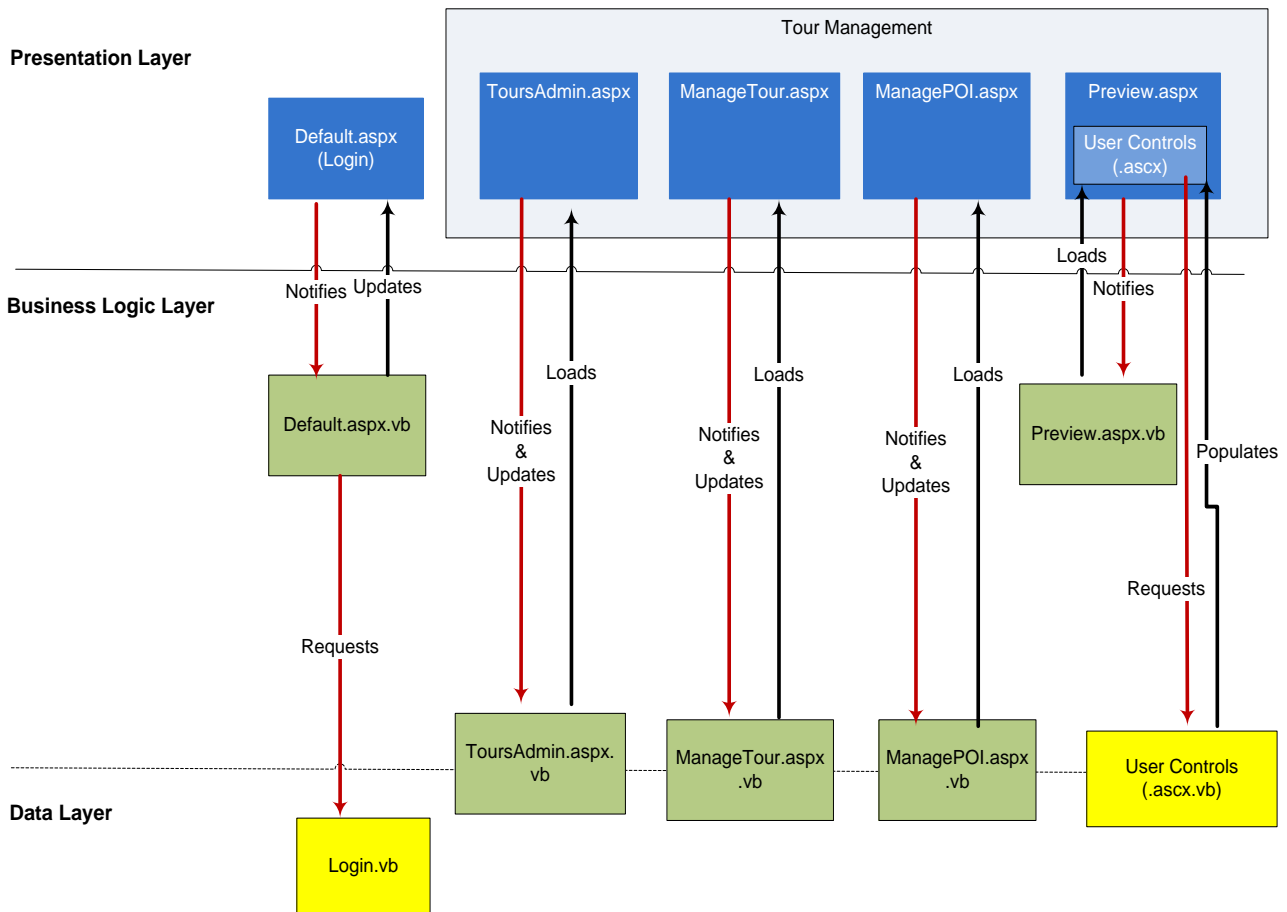 Tour Management
Presentation Layer
ToursAdmin.aspx
ManageTour.aspx
ManagePOI.aspx
Preview.aspx
Default.aspx
(Login)
User Controls
(.ascx)
Loads
Notifies
Updates
Notifies
Business Logic Layer
Loads
Loads
Loads
Default.aspx.vb
Notifies
&
Updates
Notifies
&
Updates
Notifies
&
Updates
Preview.aspx.vb
Populates
Requests
Requests
ToursAdmin.aspx.
vb
ManageTour.aspx
.vb
ManagePOI.aspx
.vb
User Controls
(.ascx.vb)
Data Layer
Login.vb